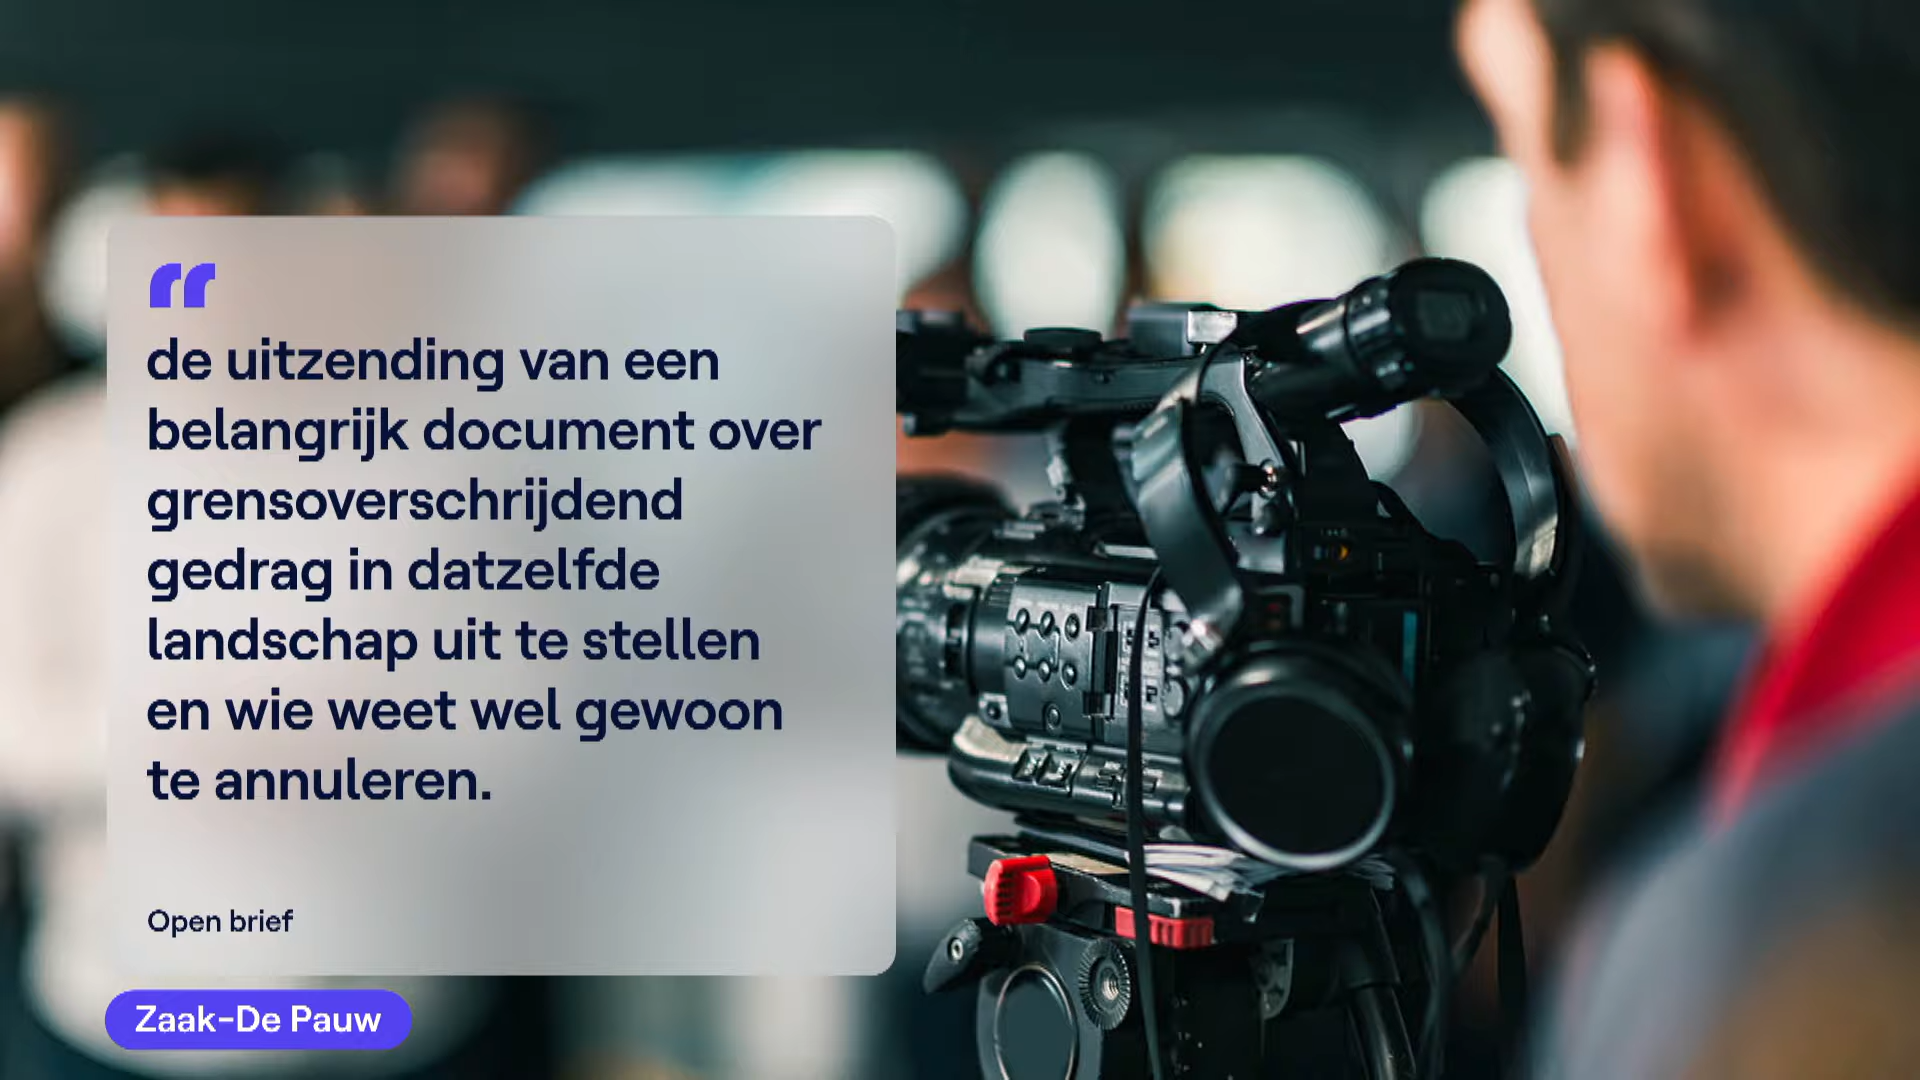 “
de uitzending van een
belangrijk document over
grensoverschrijdend
gedrag in datzelfde
landschap uit te stellen
en wie weet wel gewoon
te annuleren.
Open brief
Zaak-De Pauw